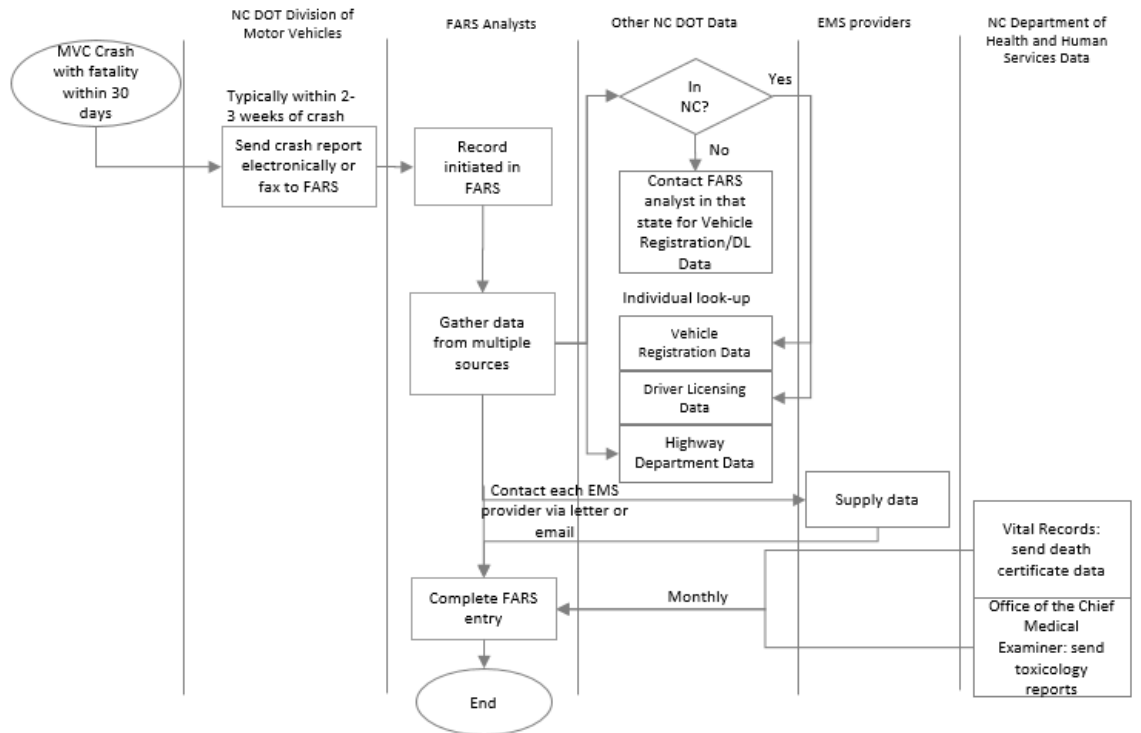 NC DOT Division of
Motor Vehicles
FARS Analysts
Other NC DOT Data
EMS providers
NC Department of
Health and Human
Services Data
MVC Crash
with fatality
within 30
days
Typically within 2-
3 weeks of crash
Send crash report
electronically or
fax to FARS
Record
initiated in
FARS
In
NC?
Yes
No
Contact FARS
analyst in that
state for Vehicle
Registration/DL
Data
Individual look-up
Gather data
from multiple
sources
Vehicle
Registration Data
Driver Licensing
Data
Highway
Department Data
Contact each EMS
provider via letter or
email
Supply data
Vital Records:
send death
certificate data
Complete FARS
entry
Monthly
Office of the Chief
Medical
Examiner: send
toxicology
reports
End